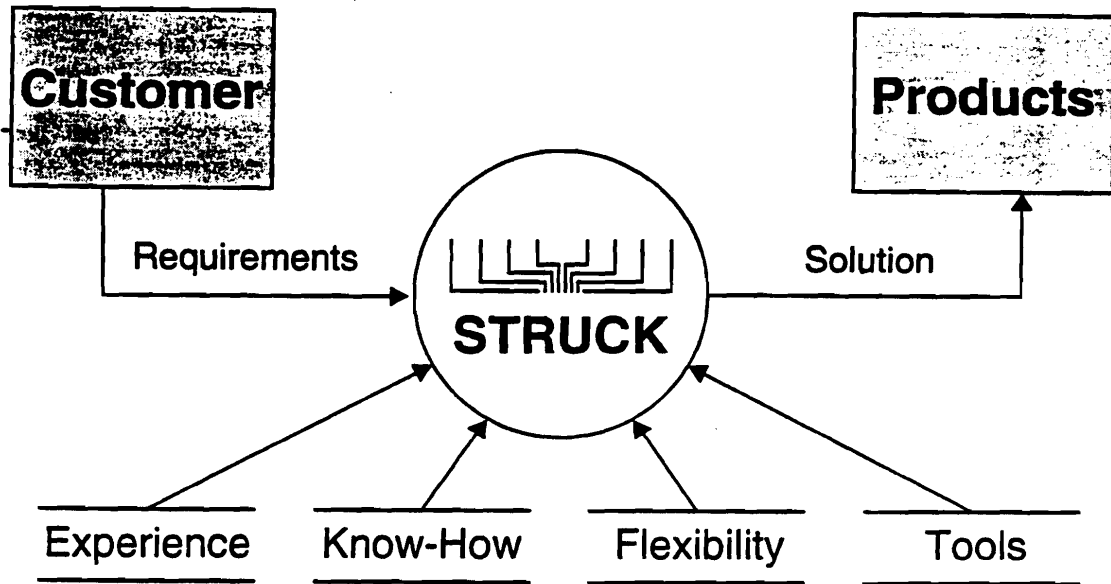 Customer
Products
Requirements
Solution
STRUCK
Experience
Know-How
Flexibility
Tools